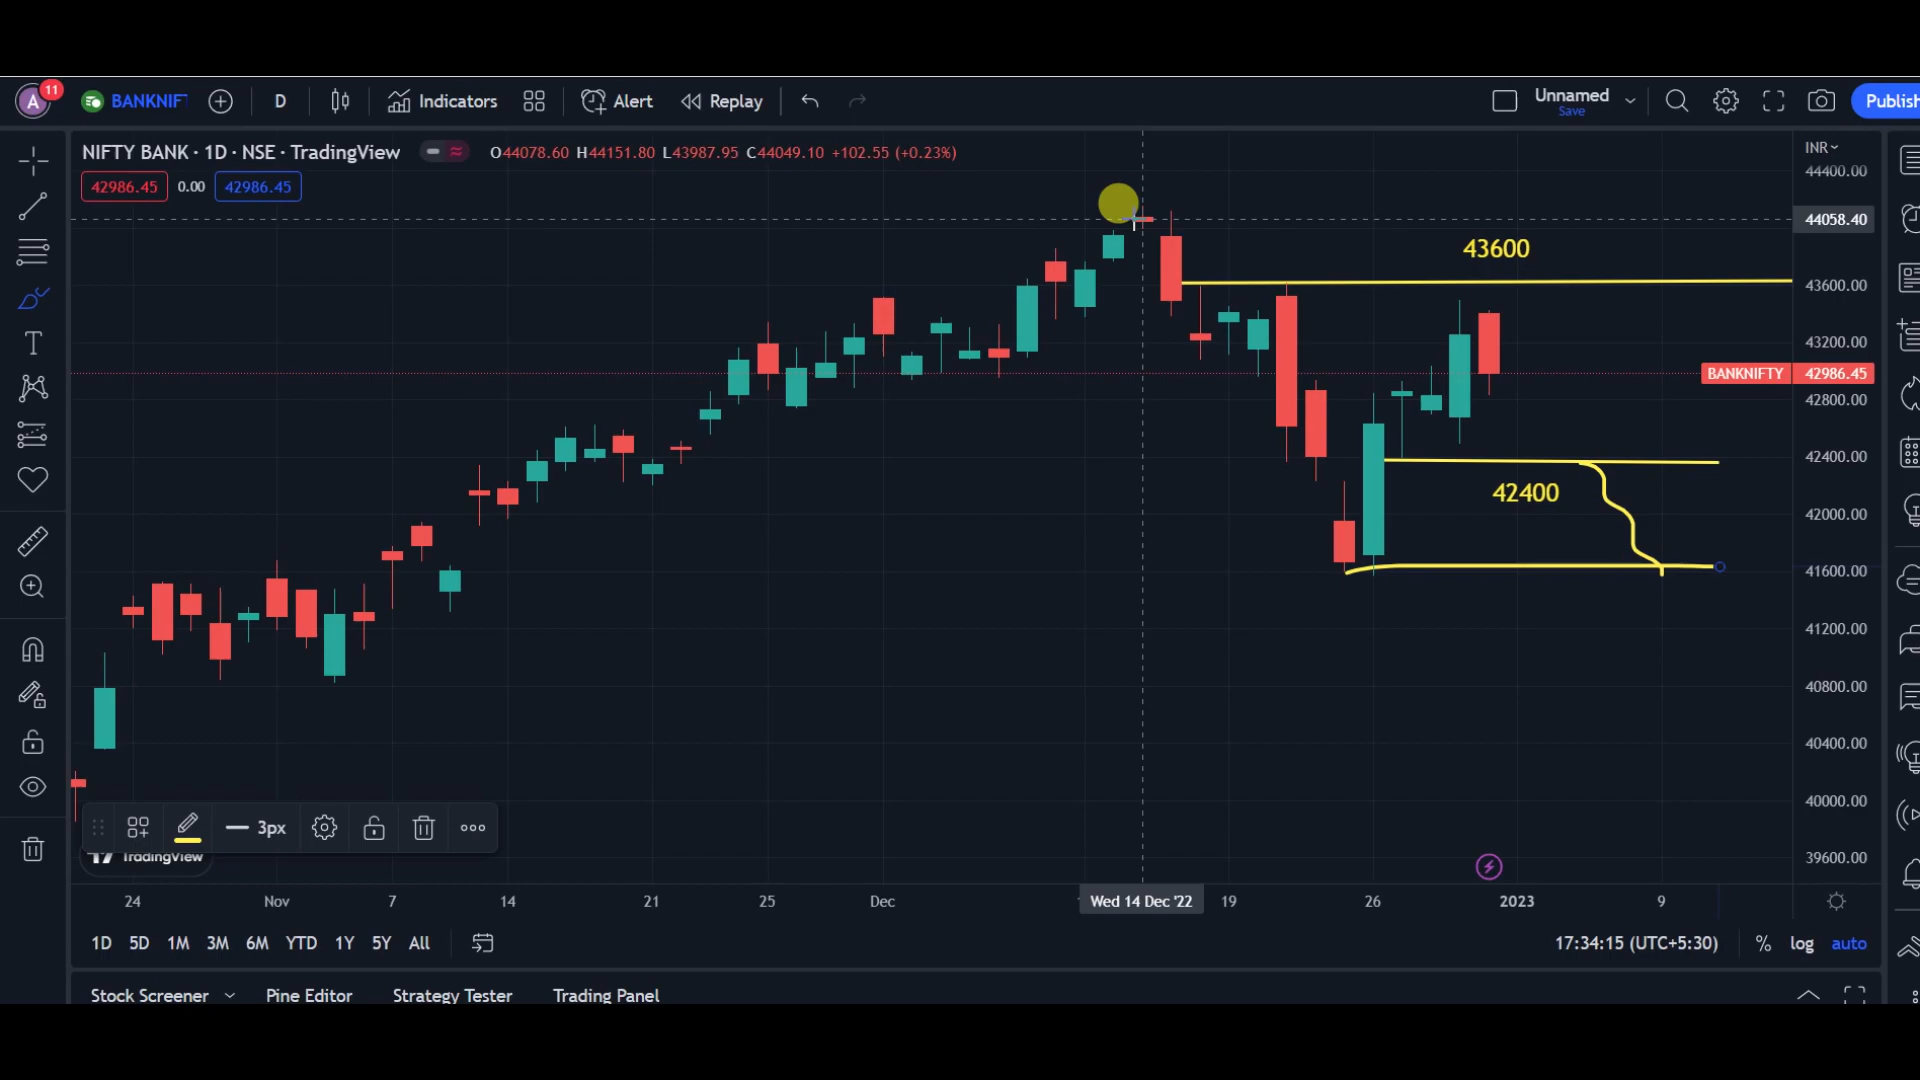 A 11 BANKNIF D Indicators Alert Replay Unnamed Save Publish
NIFTY BANK · 1D · NSE · TradingView O44078.60 H44151.80 L43987.95 C44049.10 +102.55 (+0.23%) INR
42986.45 0.00 42986.45
44400.00
44058.40
43600
43600.00
43200.00
BANKNIFTY 42986.45
42800.00
42400.00
42400
42000.00
41600.00
41200.00
40800.00
40400.00
40000.00
3px
TradingView
39600.00
24 Nov 7 14 21 25 Dec Wed 14 Dec '22 19 26 2023 9
1D 5D 1M 3M 6M YTD 1Y 5Y All 17:34:15 (UTC+5:30) % log auto
Stock Screener Pine Editor Strategy Tester Trading Panel